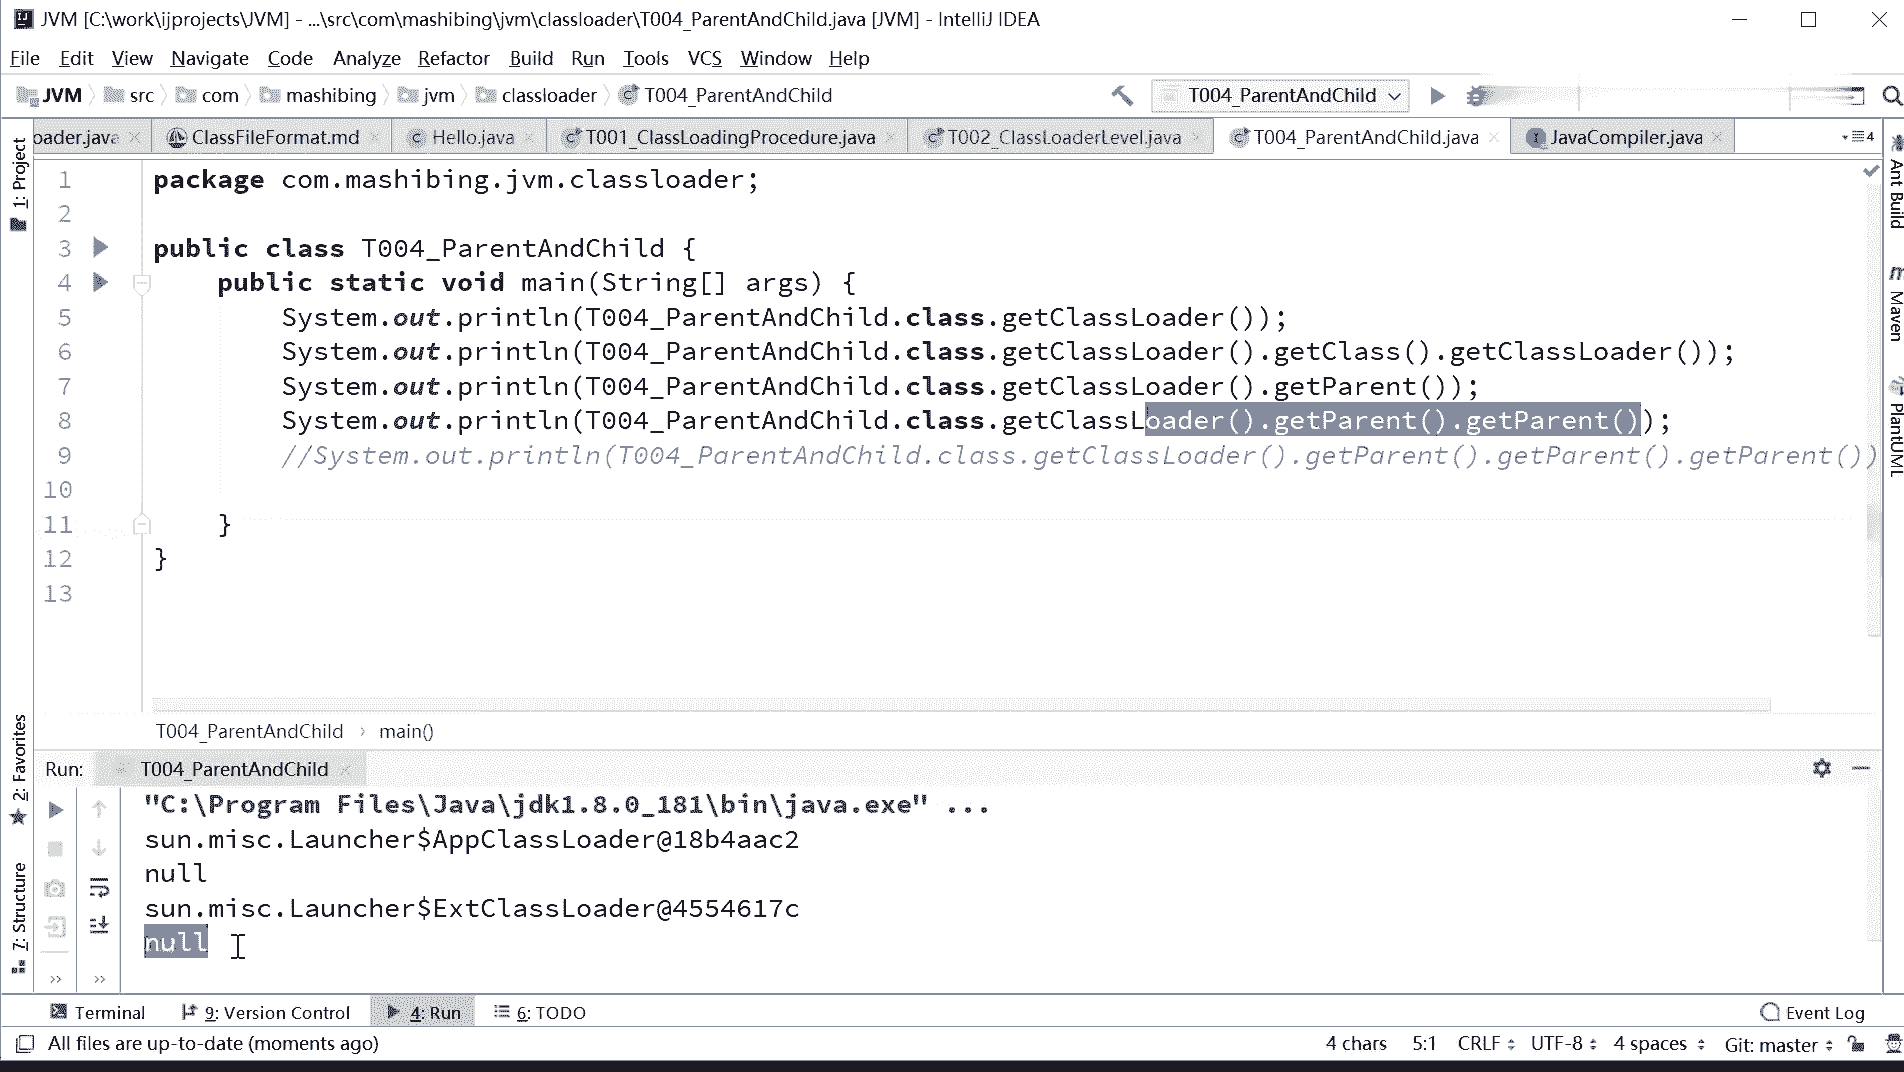 JVM [C:\work\ijprojects\JVM] - ...\src\com\mashibing\jvm\classloader\T004_ParentAndChild.java [JVM] - IntelliJ IDEA
File Edit View Navigate Code Analyze Refactor Build Run Tools VCS Window Help
JVM src com mashibing jvm classloader T004_ParentAndChild T004_ParentAndChild
oader.java ClassFileFormat.md Hello.java T001_ClassLoadingProcedure.java T002_ClassLoaderLevel.java T004_ParentAndChild.java JavaCompiler.java 4
1: Project
Ant Build
Maven
PlantUML
1 package com.mashibing.jvm.classloader;
2
3 public class T004_ParentAndChild {
4 public static void main(String[] args) {
5 System.out.println(T004_ParentAndChild.class.getClassLoader());
6 System.out.println(T004_ParentAndChild.class.getClassLoader().getClass().getClassLoader());
7 System.out.println(T004_ParentAndChild.class.getClassLoader().getParent());
8 System.out.println(T004_ParentAndChild.class.getClassLoader().getParent().getParent());
9 //System.out.println(T004_ParentAndChild.class.getClassLoader().getParent().getParent().getParent())
10
11 }
12 }
13
T004_ParentAndChild › main()
2: Favorites
7: Structure
Run: T004_ParentAndChild
"C:\Program Files\Java\jdk1.8.0_181\bin\java.exe" ...
sun.misc.Launcher$AppClassLoader@18b4aac2
null
sun.misc.Launcher$ExtClassLoader@4554617c
null
Terminal 9: Version Control 4: Run 6: TODO Event Log
All files are up-to-date (moments ago) 4 chars 5:1 CRLF UTF-8 4 spaces Git: master